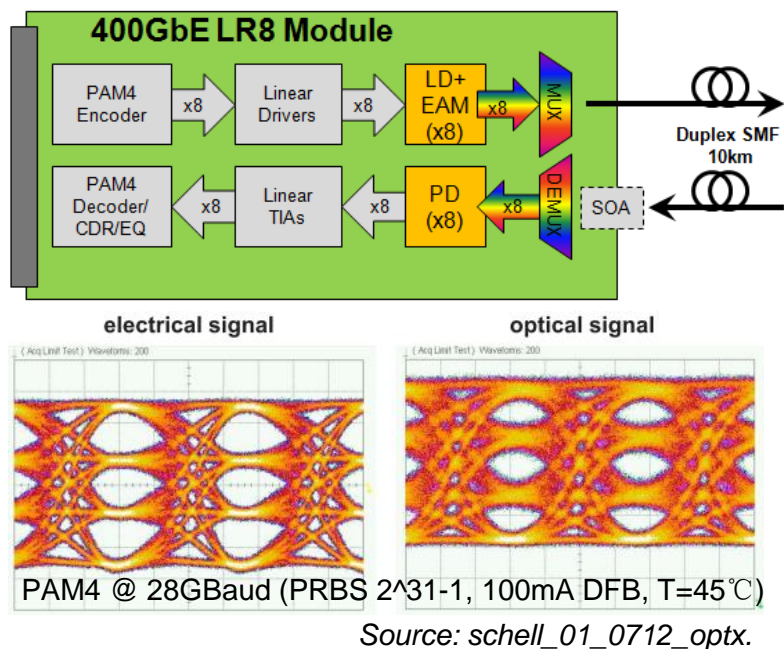 400GbE LR8 Module
PAM4
Encoder
x8
Linear
Drivers
x8
LD+
EAM
(x8)
x8
MUX
Duplex SMF
10km
PAM4
Decoder/
CDR/EQ
x8
Linear
TIAs
x8
PD
(x8)
x8
DEMUX
SOA
electrical signal
optical signal
( Acq Limit Test ) Waveforms: 200
( Acq Limit Test ) Waveforms: 200
PAM4 @ 28GBaud (PRBS 2^31-1, 100mA DFB, T=45℃)
Source: schell_01_0712_optx.